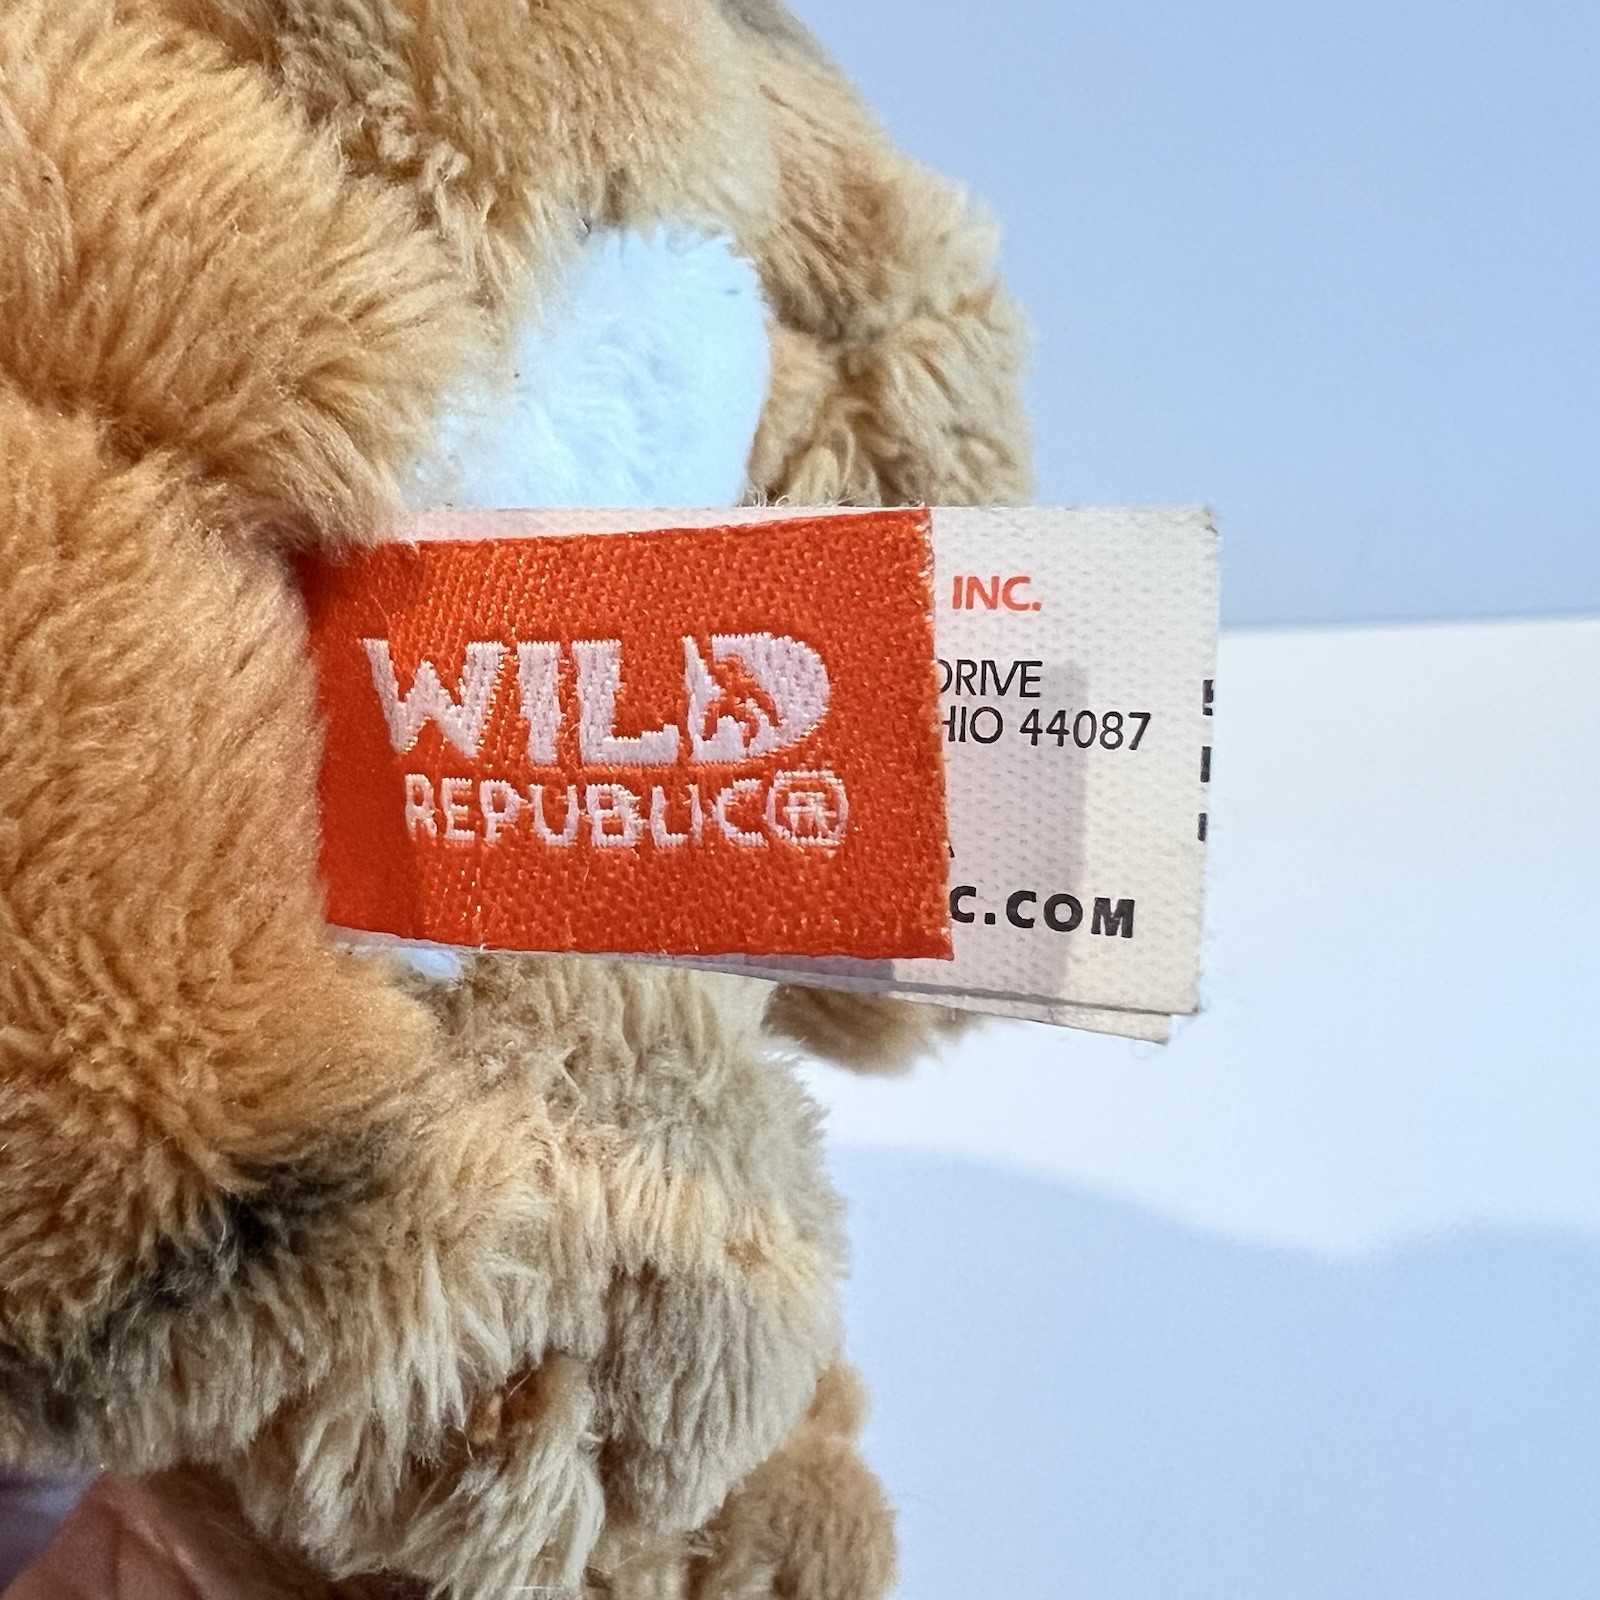 WILD
REPUBLIC®
INC.
DRIVE
HIO 44087
C.COM